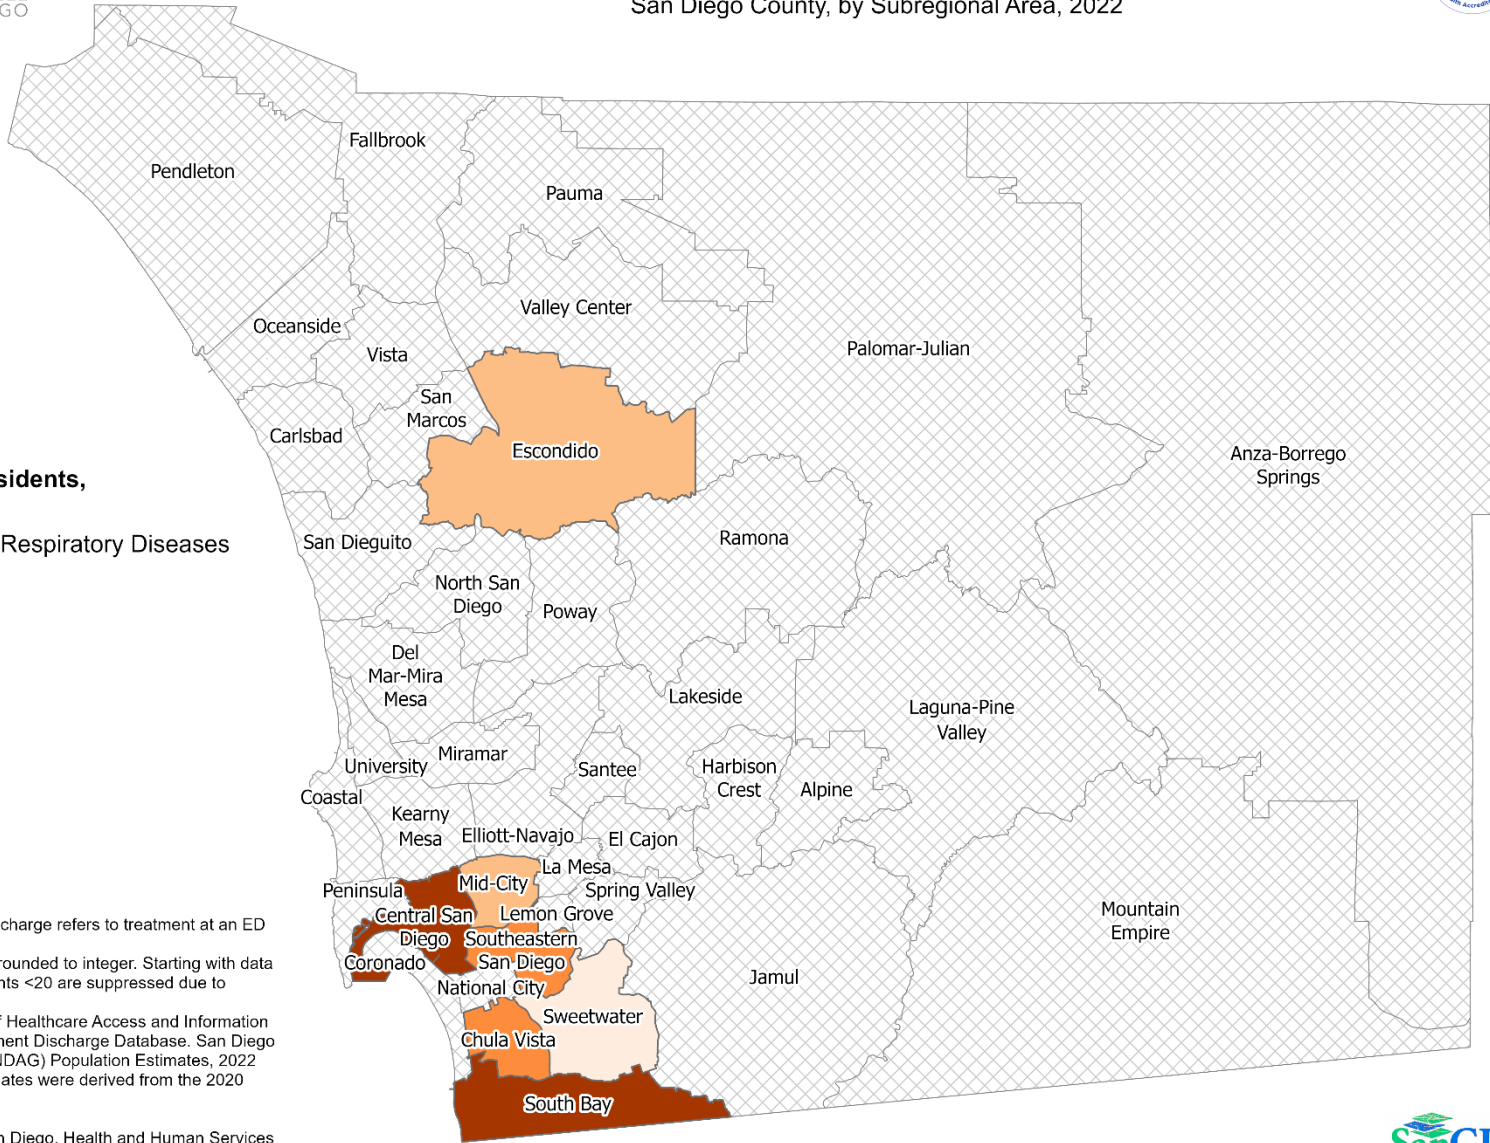 GO
San Diego County, by Subregional Area, 2022
Fallbrook
Pendleton
Pauma
Valley Center
Oceanside
Vista
Palomar-Julian
San
Marcos
Carlsbad
Escondido
Anza-Borrego
Springs
sidents,
Respiratory Diseases
San Dieguito
Ramona
North San
Diego
Poway
Del
Mar-Mira
Mesa
Lakeside
Laguna-Pine
Valley
Miramar
University
Santee
Harbison
Crest
Alpine
Coastal
Kearny
Mesa
Elliott-Navajo
El Cajon
La Mesa
Mid-City
Peninsula
Spring Valley
Central San
Diego
Lemon Grove
Mountain
Empire
charge refers to treatment at an ED
Southeastern
San Diego
Coronado
rounded to integer. Starting with data
nts <20 are suppressed due to
National City
Jamul
Sweetwater
f Healthcare Access and Information
ment Discharge Database. San Diego
NDAG) Population Estimates, 2022
ates were derived from the 2020
Chula Vista
South Bay
n Diego, Health and Human Services